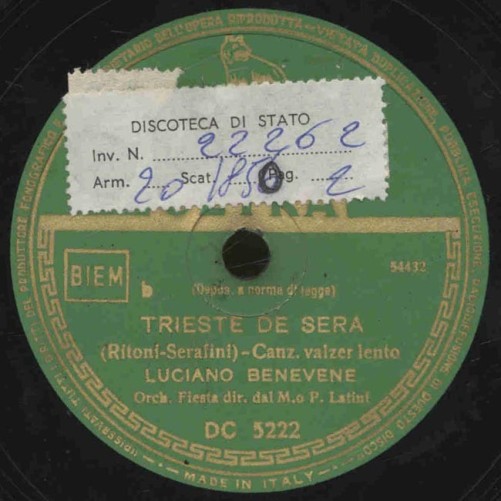 DISCOTECA DI STATO
Inv. N. 22262
Arm. 20 Scat. 1850 Pag. 2
BIEM
54432
b
(Depos. a norma di legge)
TRIESTE DE SERA
(Ritoni-Serafini) - Canz. valzer lento
LUCIANO BENEVENE
Orch. Fiesta dir. dal M.o P. Latini
DC 5222
MADE IN ITALY